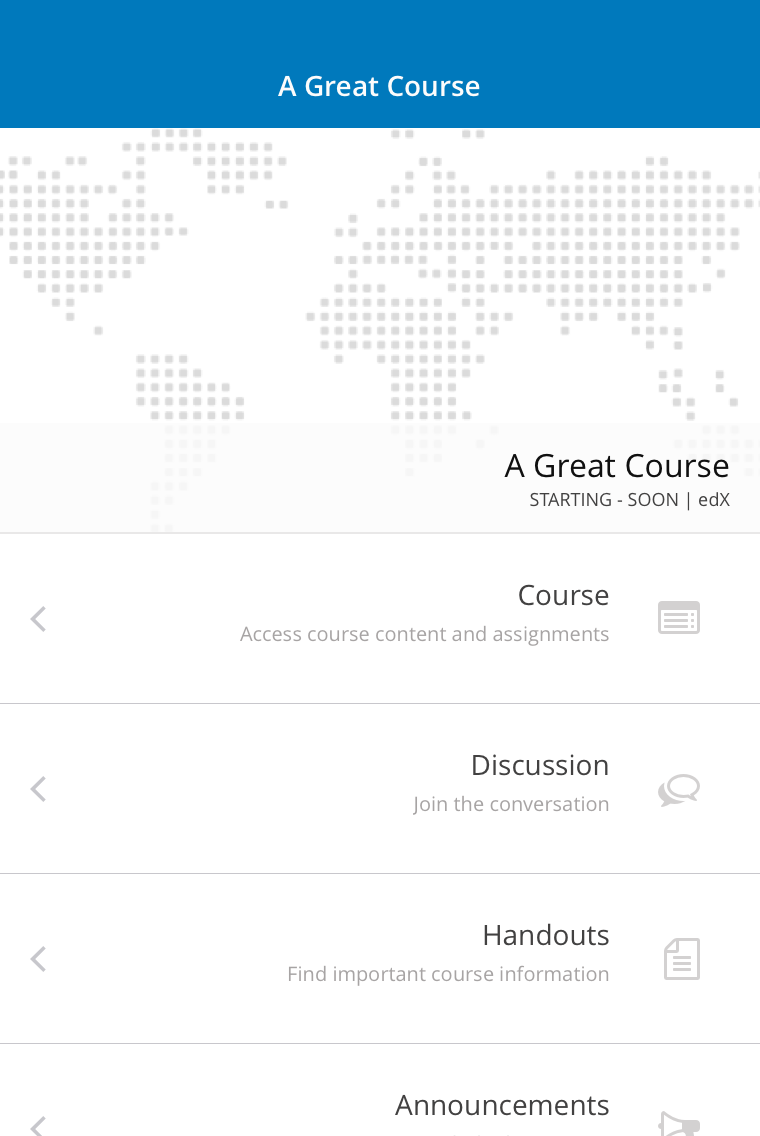 A Great Course
A Great Course
STARTING - SOON | edX
Course
Access course content and assignments
Discussion
Join the conversation
Handouts
Find important course information
Announcements